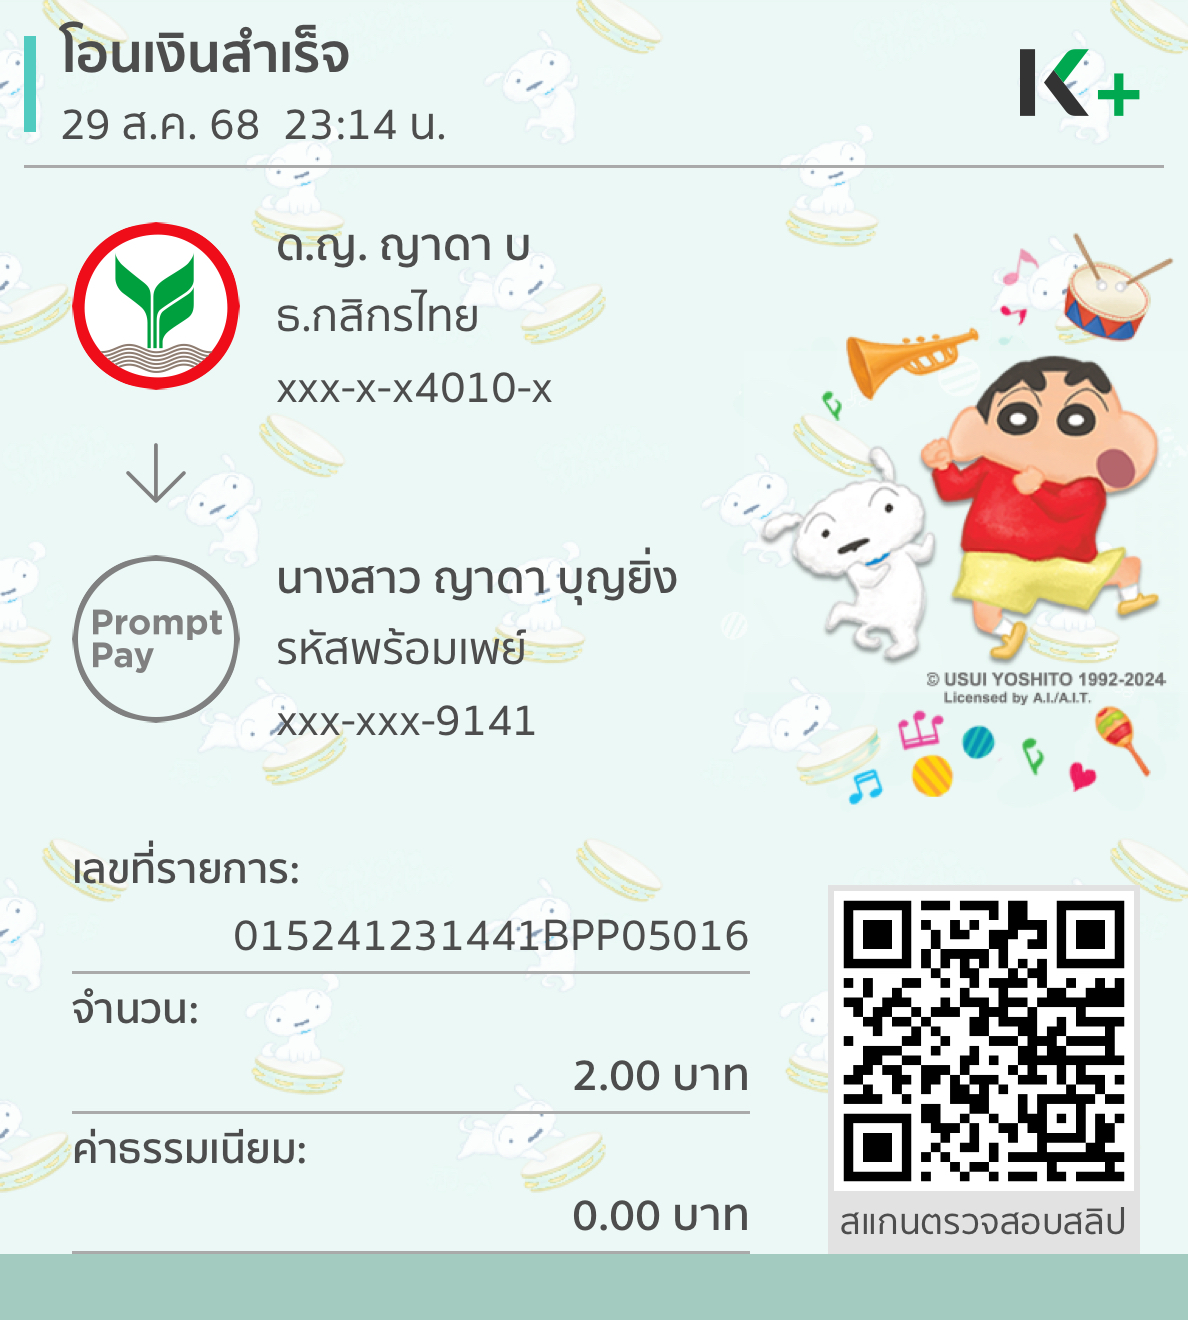 โอนเงินสำเร็จ
29 ส.ค. 68 23:14 น.
K+
ด.ญ. ญาดา บ
ธ.กสิกรไทย
xxx-x-x4010-x
Prompt
Pay
นางสาว ญาดา บุญยิ่ง
รหัสพร้อมเพย์
xxx-xxx-9141
© USUI YOSHITO 1992-2024
Licensed by A.I./A.I.T.
เลขที่รายการ:
015241231441BPP05016
จำนวน:
2.00 บาท
ค่าธรรมเนียม:
0.00 บาท
สแกนตรวจสอบสลิป